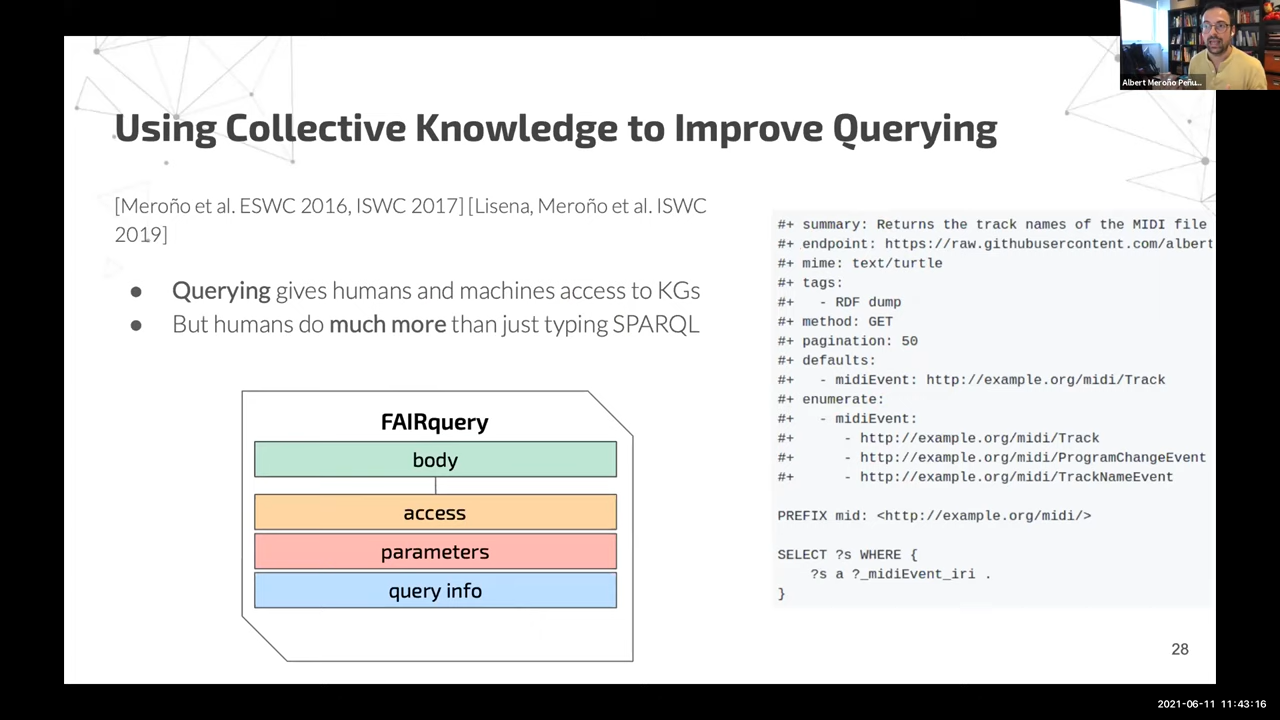 Albert Meroño Peñu...
Using Collective Knowledge to Improve Querying
[Meroño et al. ESWC 2016, ISWC 2017] [Lisena, Meroño et al. ISWC
2019]
● Querying gives humans and machines access to KGs
● But humans do much more than just typing SPARQL
FAIRquery
body
access
parameters
query info
#+ summary: Returns the track names of the MIDI file
#+ endpoint: https://raw.githubusercontent.com/albert
#+ mime: text/turtle
#+ tags:
#+   - RDF dump
#+ method: GET
#+ pagination: 50
#+ defaults:
#+   - midiEvent: http://example.org/midi/Track
#+ enumerate:
#+   - midiEvent:
#+      - http://example.org/midi/Track
#+      - http://example.org/midi/ProgramChangeEvent
#+      - http://example.org/midi/TrackNameEvent
PREFIX mid: <http://example.org/midi/>
SELECT ?s WHERE {
    ?s a ?_midiEvent_iri .
}
28
2021-06-11 11:43:16